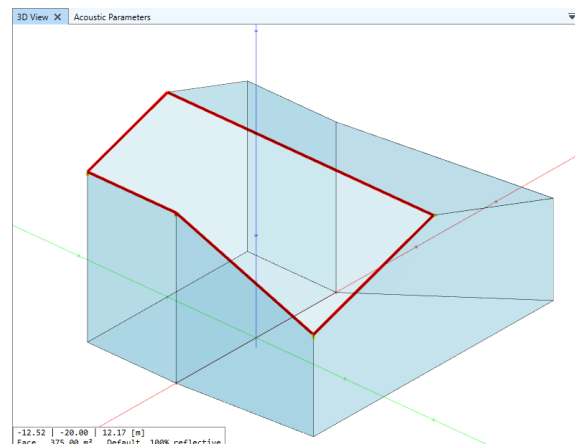 3D View X Acoustic Parameters
-12.52 | -20.00 | 12.17 [m]
Face 375.00 m² Default 100% reflective